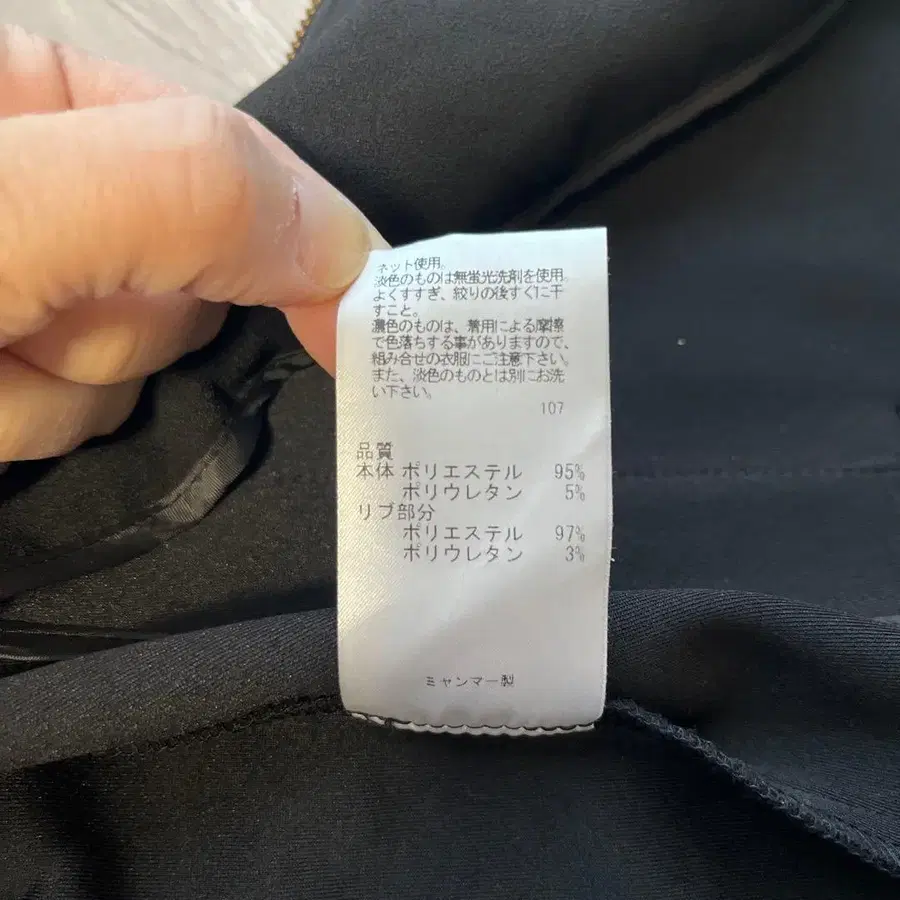 ネット使用。
淡色のものは無蛍光洗剤を使用。
よくすすぎ、絞りの後すぐに干
すこと。
濃色のものは、着用による摩擦
で色落ちする事がありますので、
組み合せの衣服にご注意下さい。
また、淡色のものとは別にお洗
い下さい。
107
品質
本体 ポリエステル 95%
ポリウレタン 5%
リブ部分
ポリエステル 97%
ポリウレタン 3%
ミャンマー製